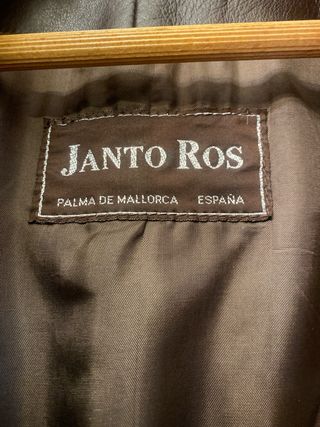 JANTO ROS
PALMA DE MALLORCA ESPAÑA